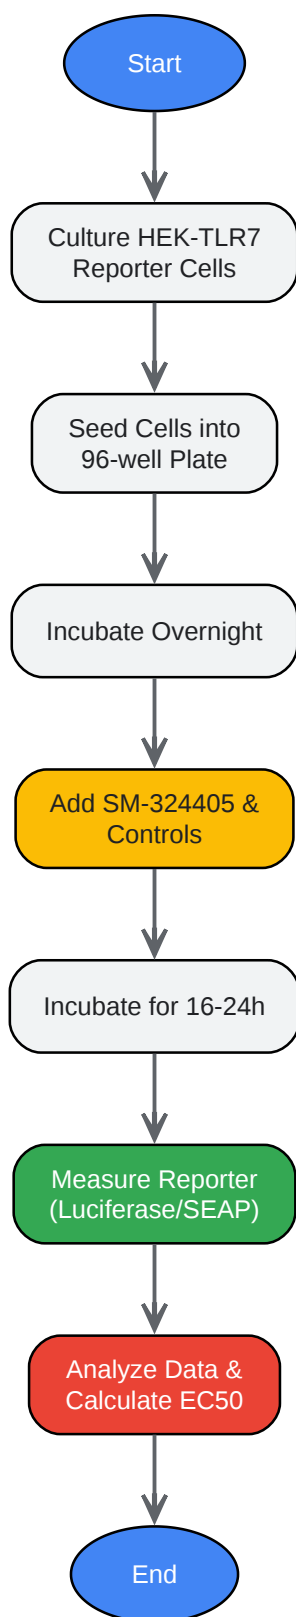 Start
Culture HEK-TLR7
Reporter Cells
Seed Cells into
96-well Plate
Incubate Overnight
Add SM-324405 &
Controls
Incubate for 16-24h
Measure Reporter
(Luciferase/SEAP)
Analyze Data &
Calculate EC50
End